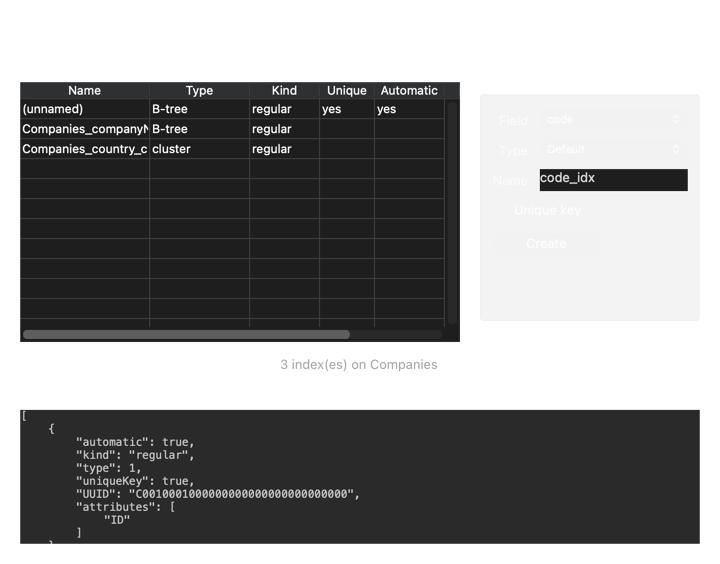 Name Type Kind Unique Automatic
(unnamed) B-tree regular yes yes
Companies_companyN B-tree regular
Companies_country_c cluster regular
Field code
Type Default
Name code_idx
Unique key
Create
3 index(es) on Companies
[
{
"automatic": true,
"kind": "regular",
"type": 1,
"uniqueKey": true,
"UUID": "C0010001000000000000000000000000",
"attributes": [
"ID"
]